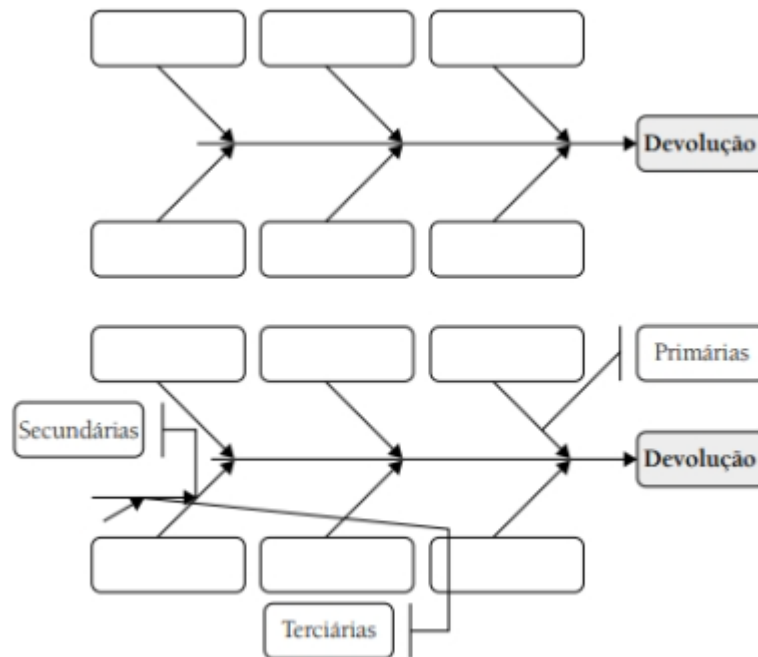 Devolução
Primárias
Secundárias
Devolução
Terciárias